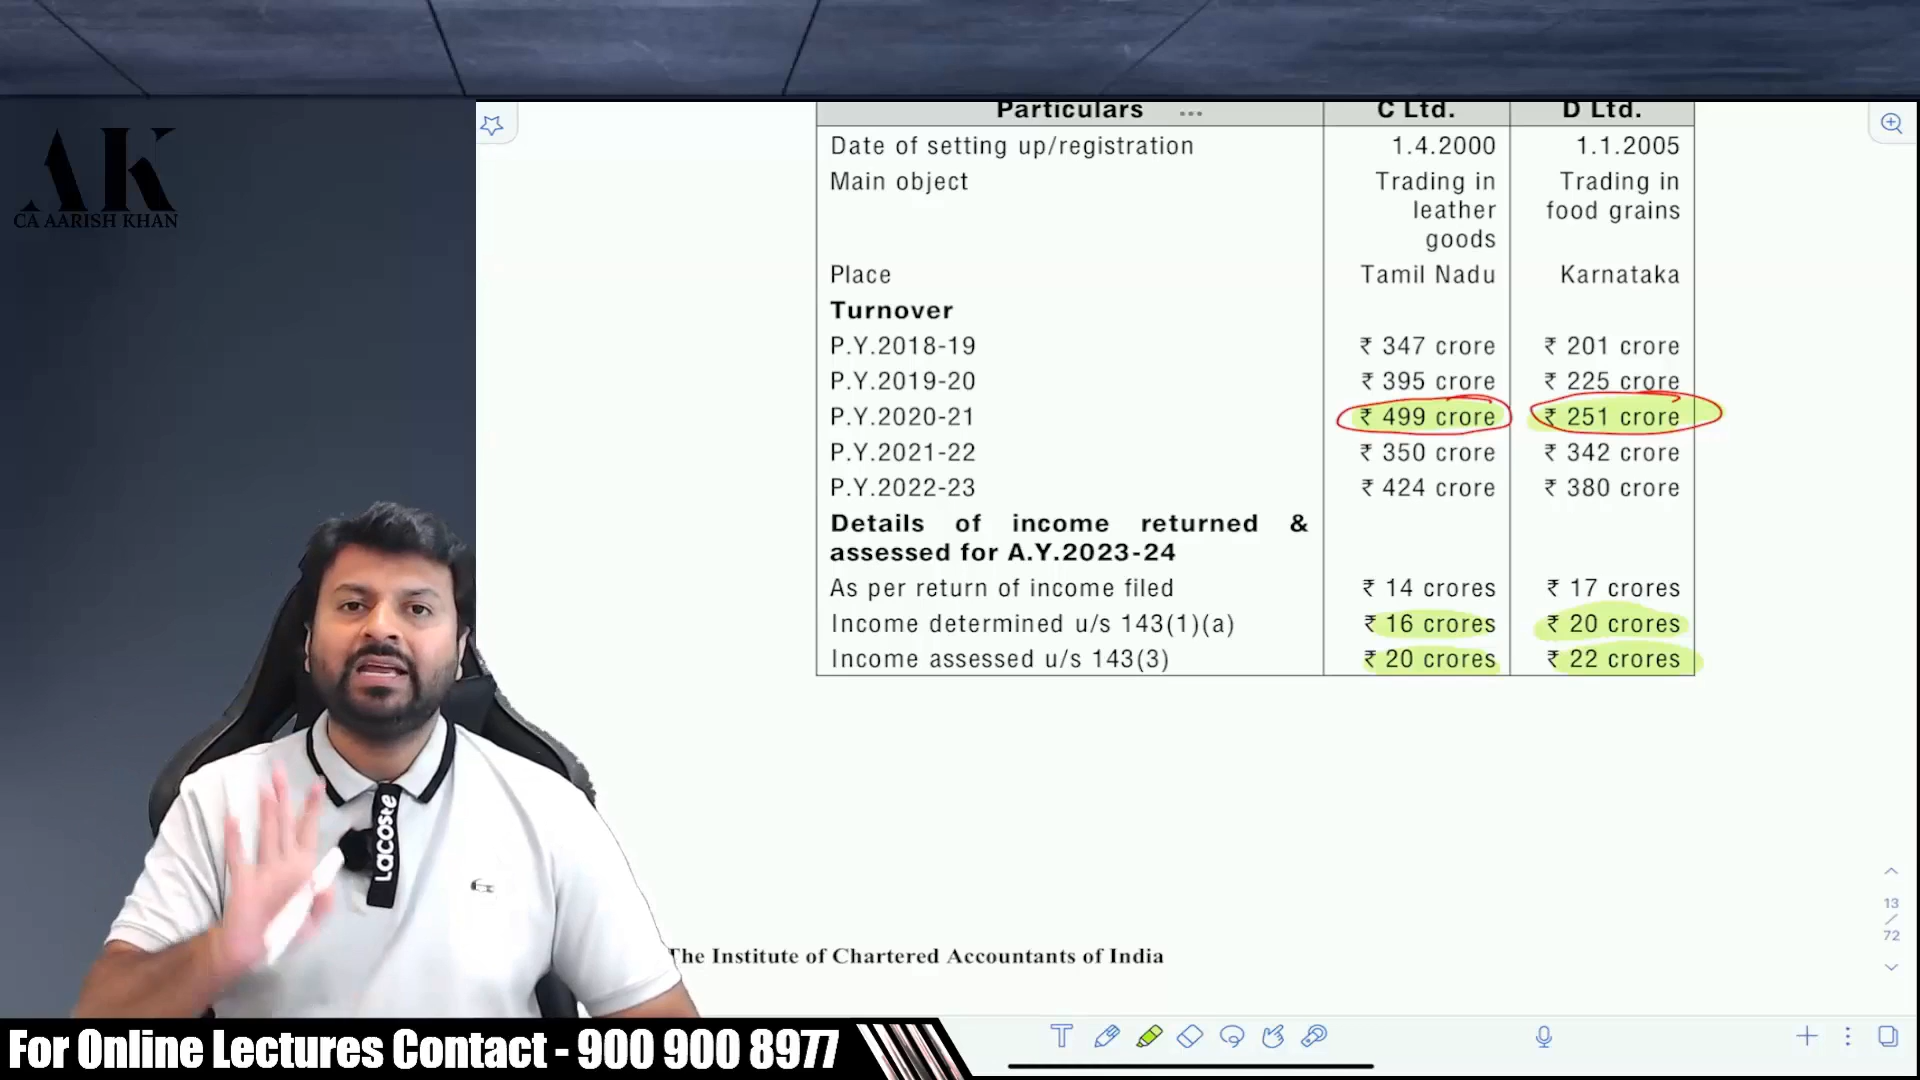 AK
CA AARISH KHAN
Particulars ... C Ltd. D Ltd.
Date of setting up/registration 1.4.2000 1.1.2005
Main object Trading in Trading in
leather food grains
goods
Place Tamil Nadu Karnataka
Turnover
P.Y.2018-19 ₹ 347 crore ₹ 201 crore
P.Y.2019-20 ₹ 395 crore ₹ 225 crore
P.Y.2020-21 ₹ 499 crore ₹ 251 crore
P.Y.2021-22 ₹ 350 crore ₹ 342 crore
P.Y.2022-23 ₹ 424 crore ₹ 380 crore
Details of income returned &
assessed for A.Y.2023-24
As per return of income filed ₹ 14 crores ₹ 17 crores
Income determined u/s 143(1)(a) ₹ 16 crores ₹ 20 crores
Income assessed u/s 143(3) ₹ 20 crores ₹ 22 crores
Lacoste
13
/
72
The Institute of Chartered Accountants of India
For Online Lectures Contact - 900 900 8977
T